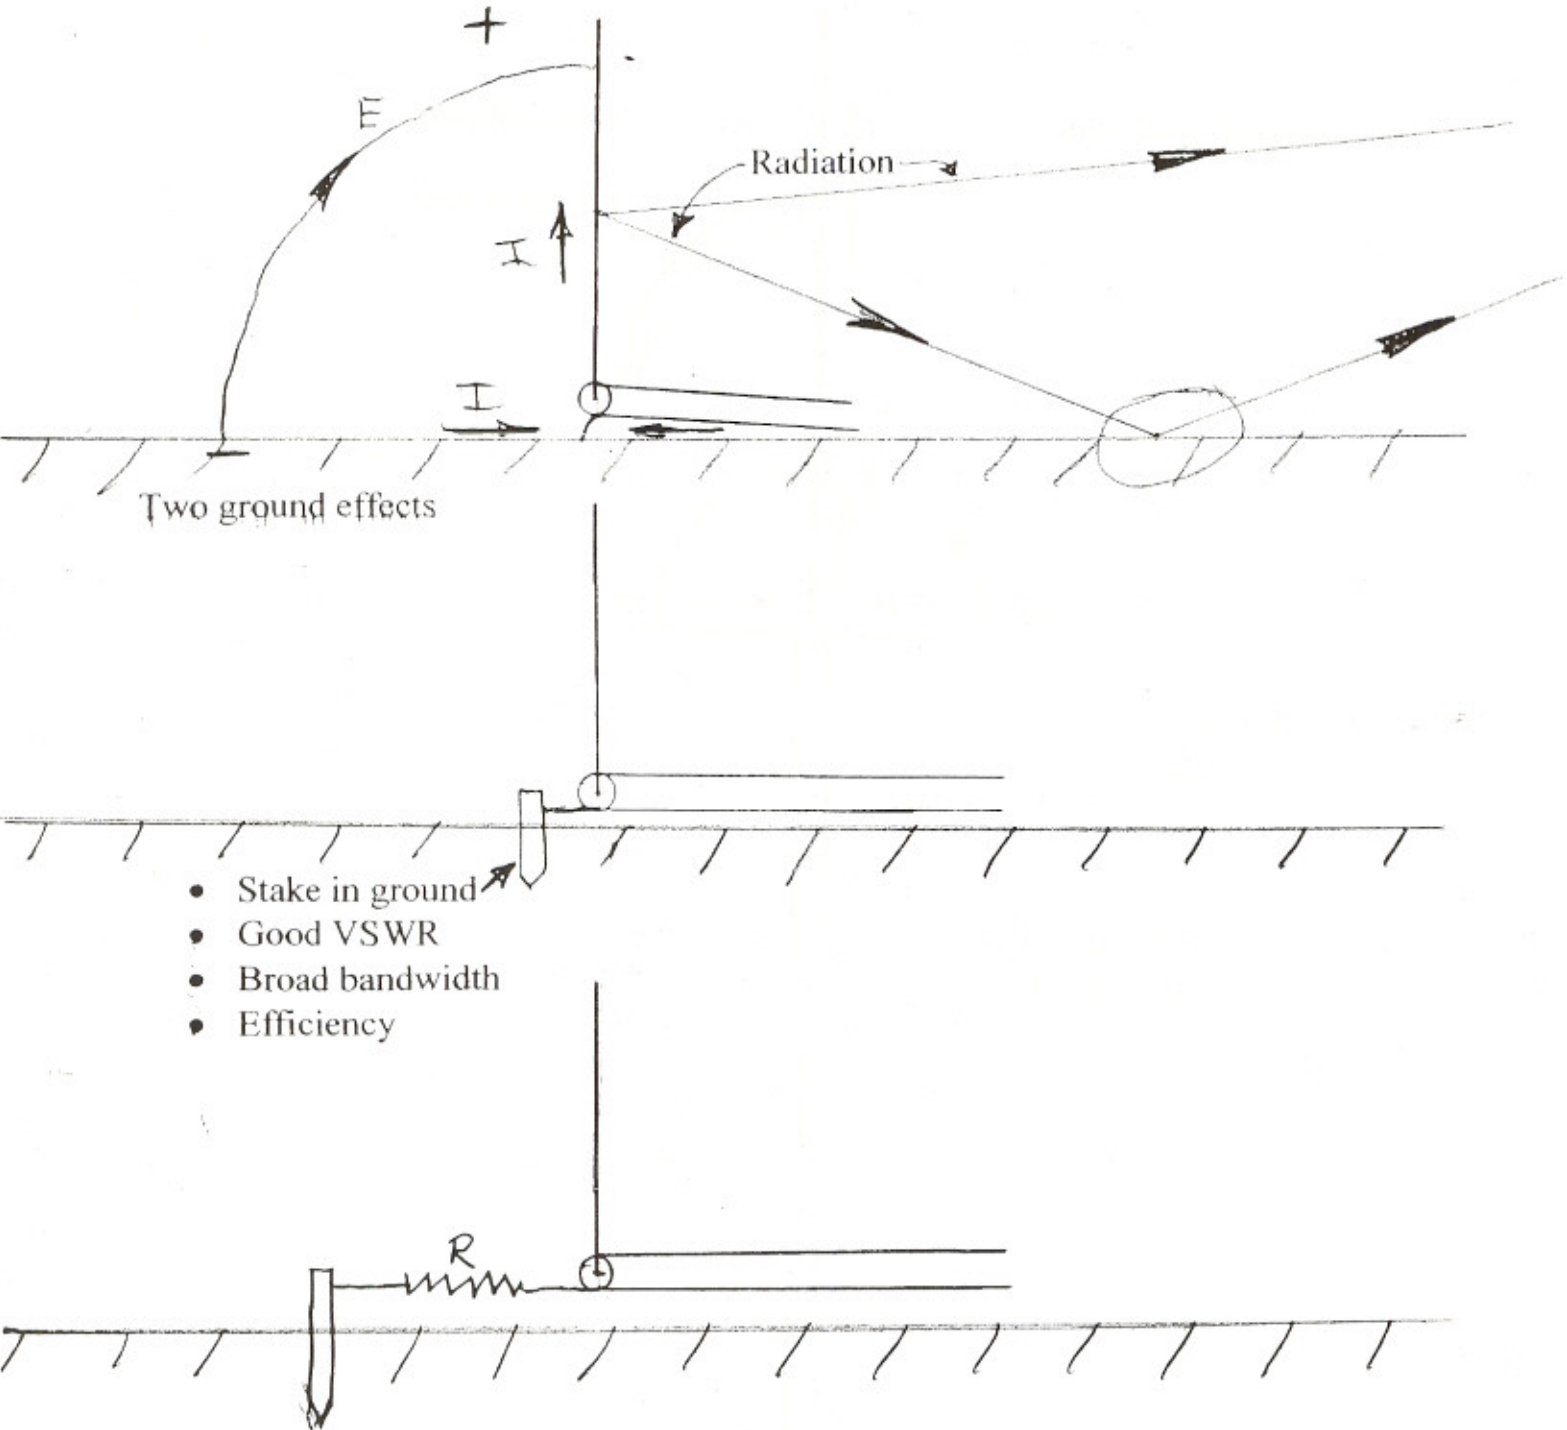 +
E
Radiation
I
I
Two ground effects
• Stake in ground
• Good VSWR
• Broad bandwidth
• Efficiency
R